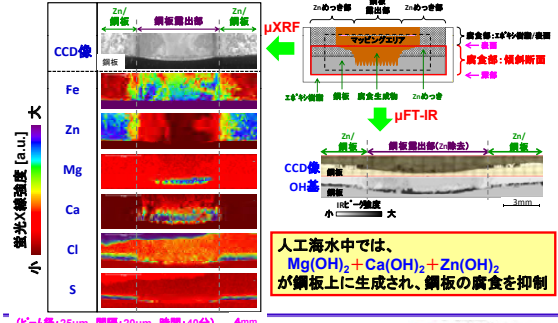 Zn/
鋼板
鋼板露出部
Zn/
鋼板
CCD像
鋼板
Fe
Zn
Mg
Ca
Cl
S
蛍光X線強度 [a.u.]
大
小
μXRF
Znめっき部
鋼板
露出部
Znめっき部
マッピングエリア
腐食部:エポキシ樹脂/表面
表面
腐食部:傾斜断面
深部
エポキシ樹脂
鋼板
腐食生成物
Znめっき
μFT-IR
Zn/
鋼板
鋼板露出部(Zn除去)
Zn/
鋼板
CCD像
鋼板
OH基
鋼板
IRピーク強度
小
大
3mm
人工海水中では、
Mg(OH)₂+Ca(OH)₂+Zn(OH)₂
が鋼板上に生成され、鋼板の腐食を抑制
4mm